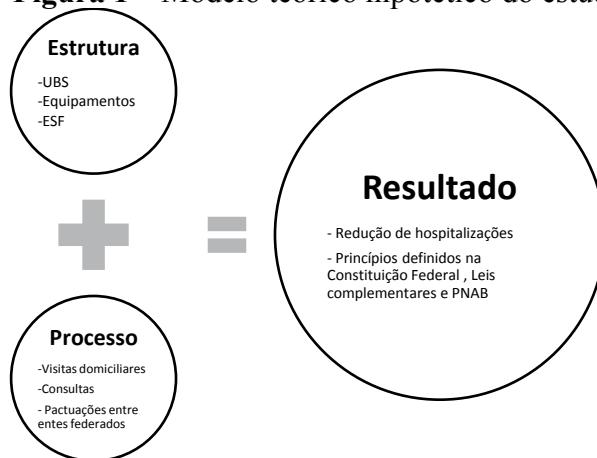 Figura 1 – Modelo teórico hipotético do
Estrutura
-UBS
-Equipamentos
-ESF
Resultado
- Redução de hospitalizações
- Princípios definidos na
Constituição Federal , Leis
complementares e PNAB
Processo
-Visitas domiciliares
-Consultas
- Pactuações entre
entes federados